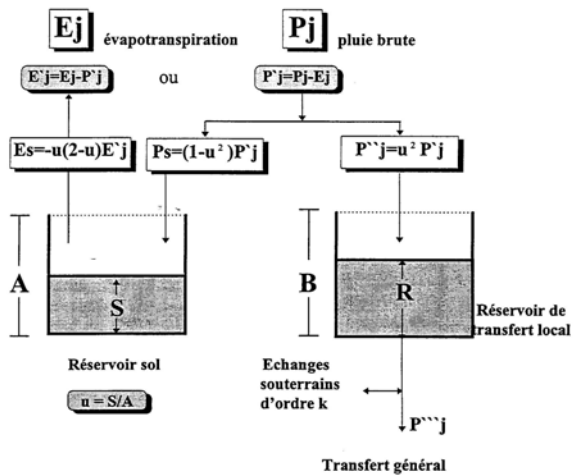 Ej évapotranspiration
Pj pluie brute
E`j=Ej-P`j
ou
P`j=Pj-Ej
Es=-u(2-u)E`j
Ps=(1-u²)P`j
P``j=u² P`j
A
S
B
R
Réservoir de
transfert local
Réservoir sol
u = S/A
Echanges
souterrains
d'ordre k
P```j
Transfert général